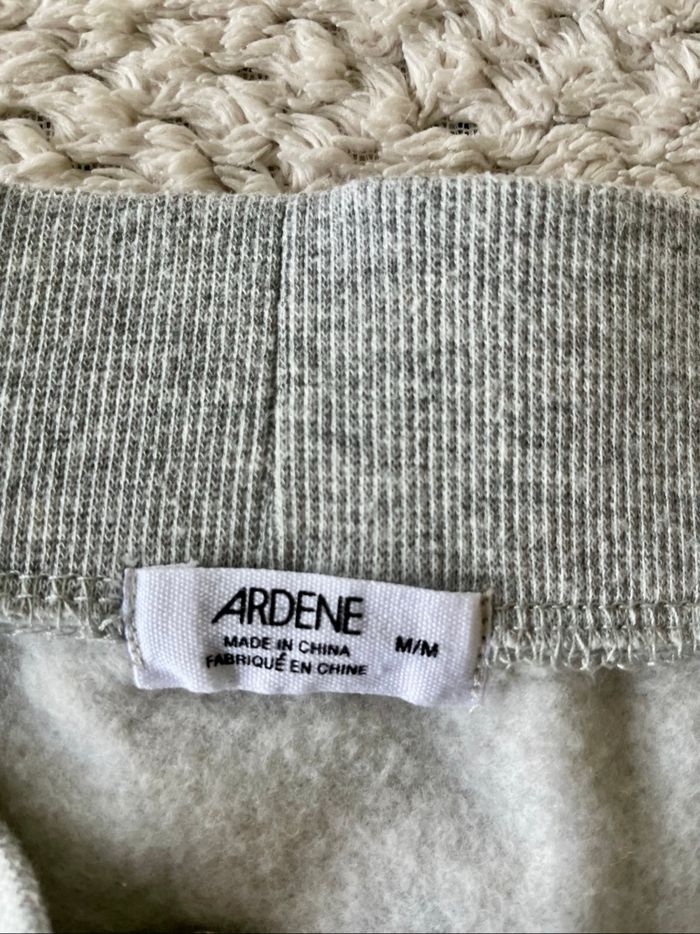 ARDENE
MADE IN CHINA
FABRIQUÉ EN CHINE
M/M